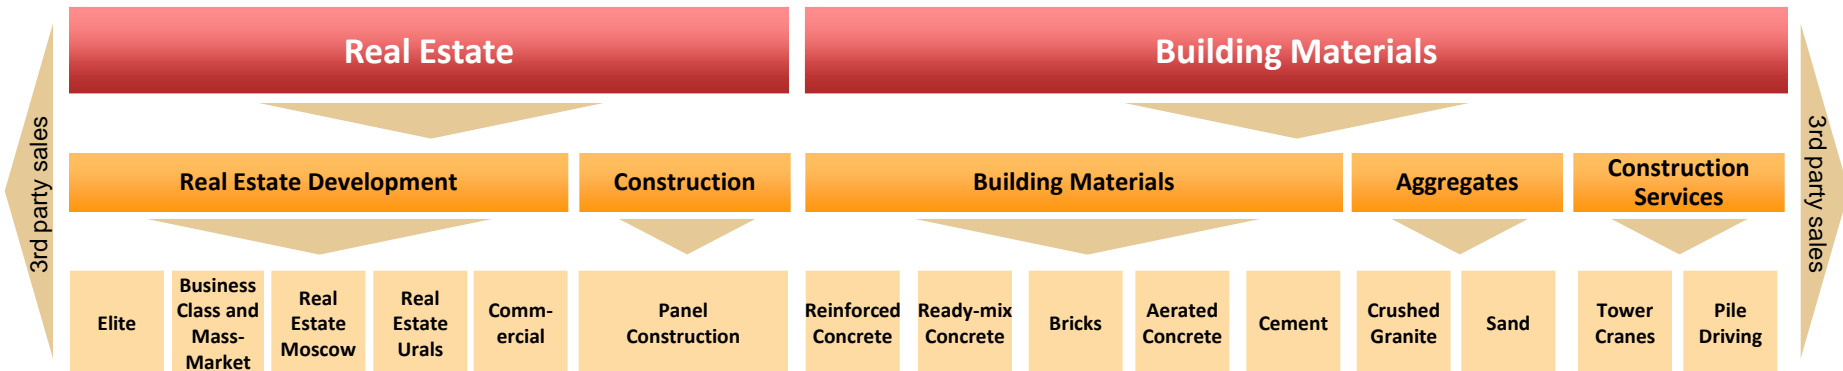 Real Estate
Building Materials
3rd party sales
3rd party sales
Real Estate Development
Construction
Building Materials
Aggregates
Construction
Services
Elite
Business
Class and
Mass-
Market
Real
Estate
Moscow
Real
Estate
Urals
Comm-
ercial
Panel
Construction
Reinforced
Concrete
Ready-mix
Concrete
Bricks
Aerated
Concrete
Cement
Crushed
Granite
Sand
Tower
Cranes
Pile
Driving